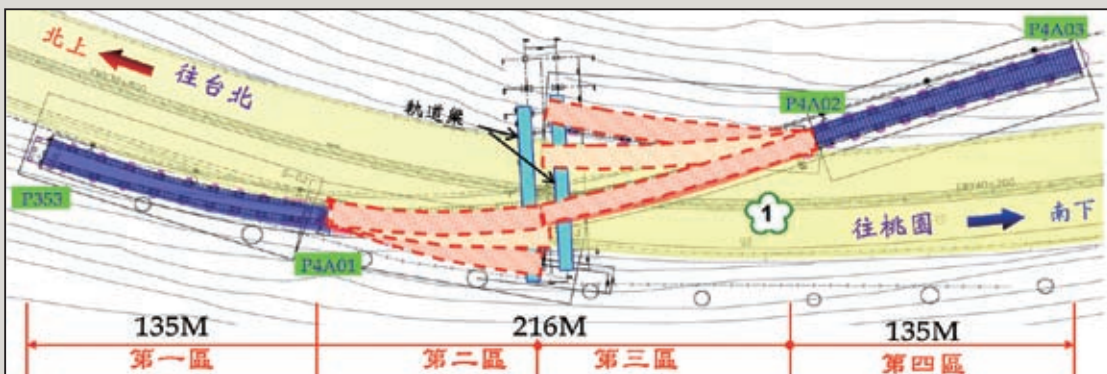 北上
往台北
軌道樑
P4A03
P4A02
P353
P4A01
1
往桃園
南下
135M
216M
135M
第一區
第二區
第三區
第四區